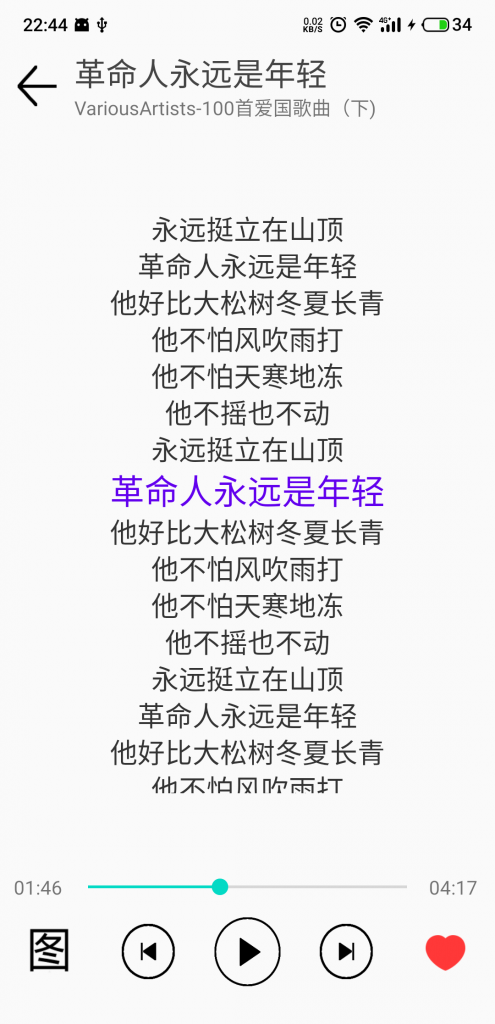 22:44
0.02
KB/S
4G+
34
革命人永远是年轻
VariousArtists-100首爱国歌曲（下)
永远挺立在山顶
革命人永远是年轻
他好比大松树冬夏长青
他不怕风吹雨打
他不怕天寒地冻
他不摇也不动
永远挺立在山顶
革命人永远是年轻
他好比大松树冬夏长青
他不怕风吹雨打
他不怕天寒地冻
他不摇也不动
永远挺立在山顶
革命人永远是年轻
他好比大松树冬夏长青
他不怕风吹雨打
01:46
04:17
图